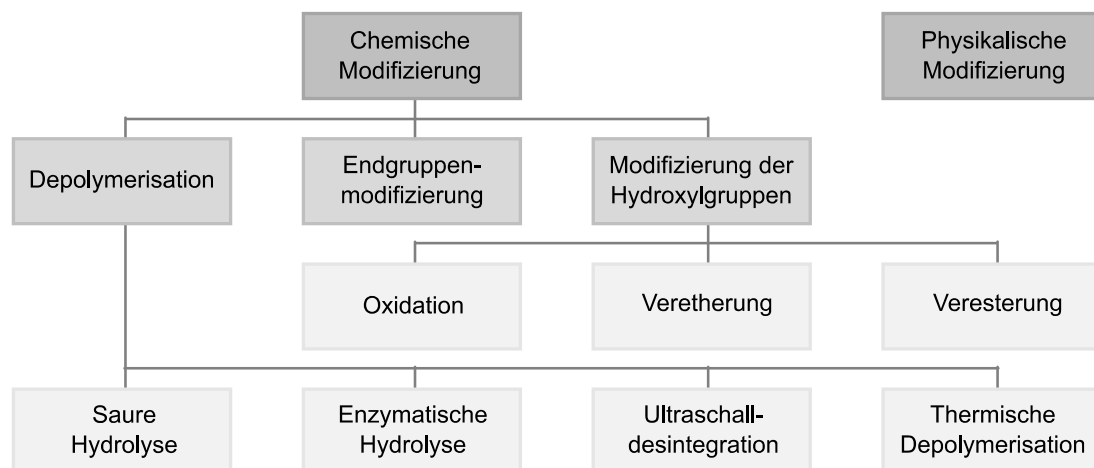 Chemische
Modifizierung
Physikalische
Modifizierung
Depolymerisation
Endgruppen-
modifizierung
Modifizierung der
Hydroxylgruppen
Oxidation
Veretherung
Veresterung
Saure
Hydrolyse
Enzymatische
Hydrolyse
Ultraschall-
desintegration
Thermische
Depolymerisation